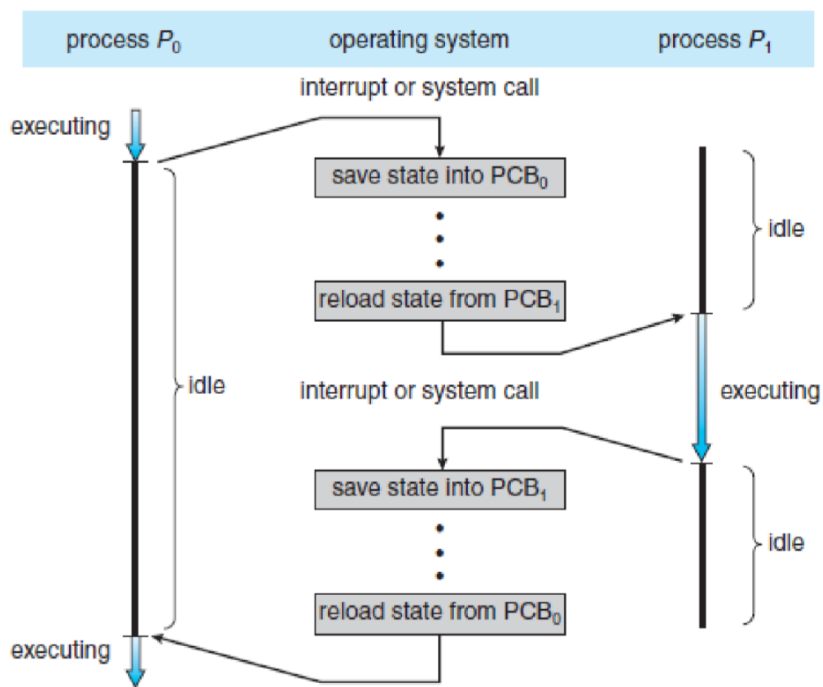 process P₀ operating system process P₁
interrupt or system call
executing
save state into PCB₀
idle
reload state from PCB₁
idle
interrupt or system call
executing
save state into PCB₁
idle
reload state from PCB₀
executing